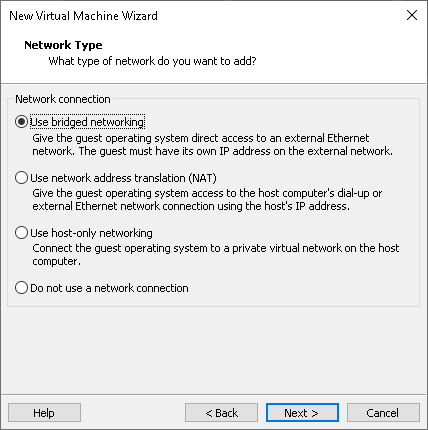 New Virtual Machine Wizard
Network Type
What type of network do you want to add?
Network connection
Use bridged networking
Give the guest operating system direct access to an external Ethernet
network. The guest must have its own IP address on the external network.
Use network address translation (NAT)
Give the guest operating system access to the host computer's dial-up or
external Ethernet network connection using the host's IP address.
Use host-only networking
Connect the guest operating system to a private virtual network on the host
computer.
Do not use a network connection
Help
< Back
Next >
Cancel